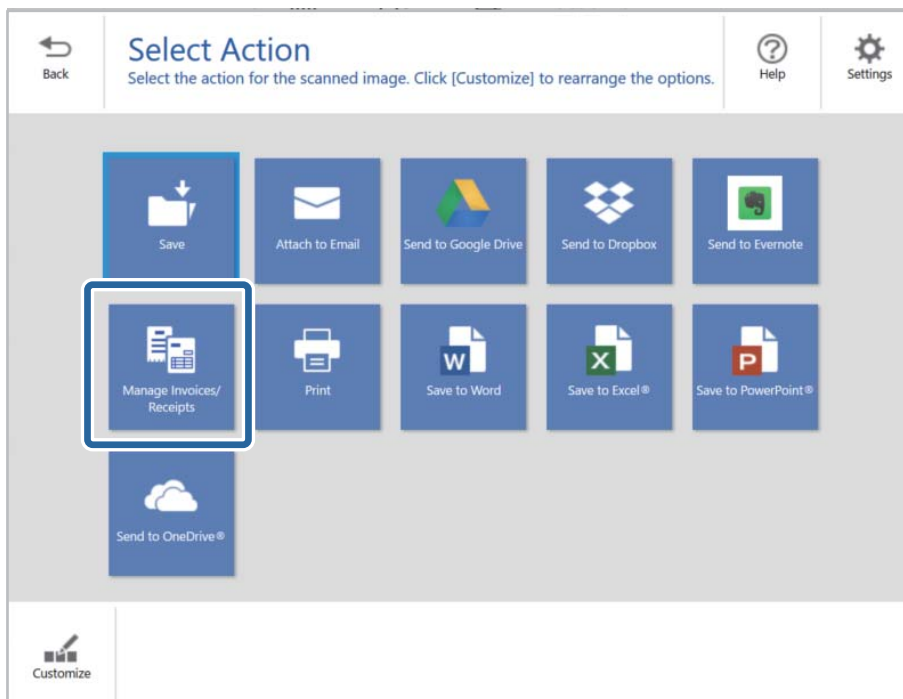 Back
Select Action
Select the action for the scanned image. Click [Customize] to rearrange the options.
Help
Settings
Save
Attach to Email
Send to Google Drive
Send to Dropbox
Send to Evernote
Manage Invoices/
Receipts
Print
W
Save to Word
X
Save to Excel®
P
Save to PowerPoint®
Send to OneDrive®
Customize